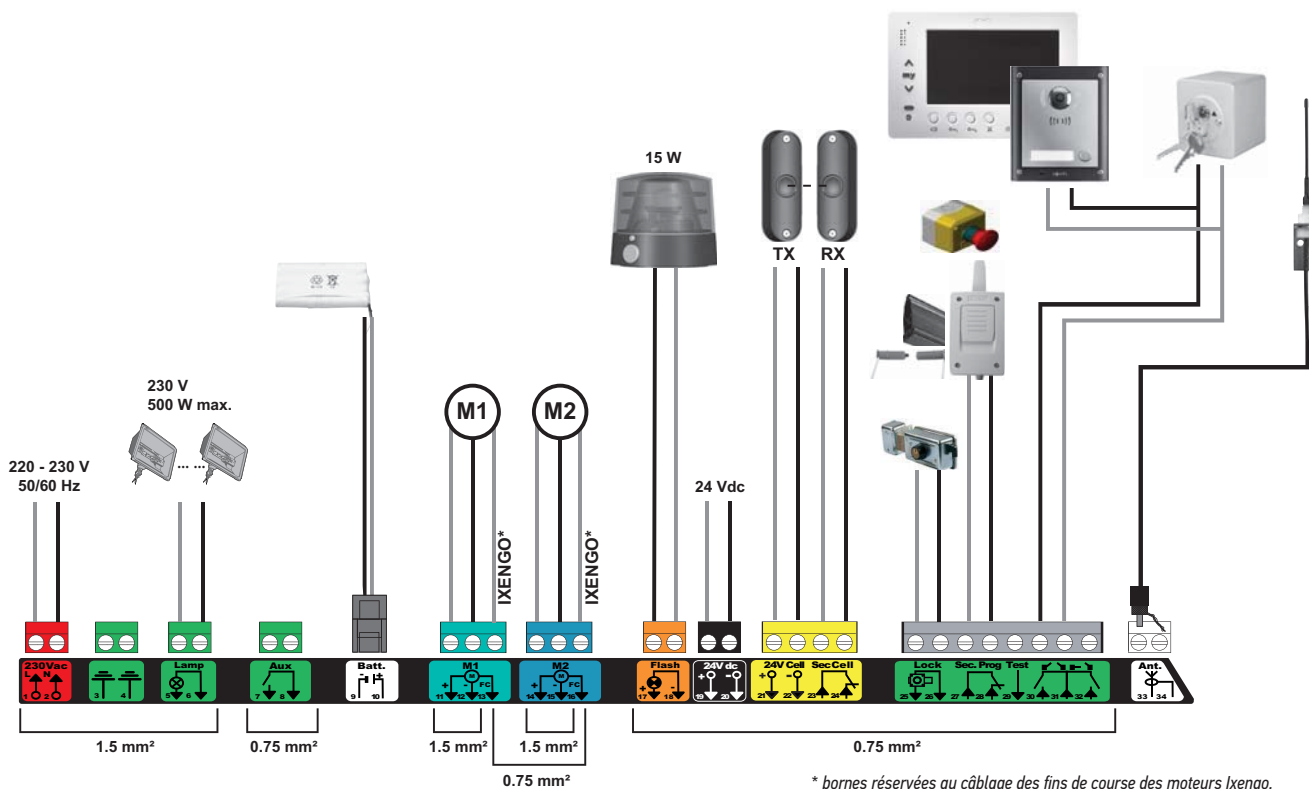 15 W
TX RX
my
230 V
500 W max.
220 - 230 V
50/60 Hz
M1
M2
24 Vdc
IXENGO*
IXENGO*
230Vac
L N
1 2
3 4
Lamp
5 6
Aux
7 8
Batt.
9 10
M1
+ M - FC
11 12 13
M2
+ M - FC
14 15 16
Flash
+
17 18
24V dc
+ -
19 20
24V Cell
+ -
21 22
Sec Cell
23 24
Lock
25 26
Sec. Prog
27 28
Test
29 30 31 32
Ant.
33 34
1.5 mm²
0.75 mm²
1.5 mm²
1.5 mm²
0.75 mm²
0.75 mm²
* bornes réservées au câblage des fins de course des moteurs Ixengo.